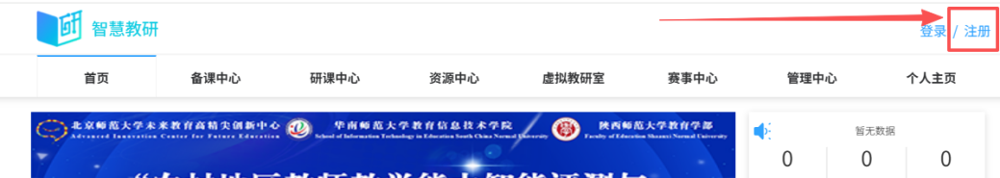 研 智慧教研
登录 / 注册
首页 备课中心 研课中心 资源中心 虚拟教研室 赛事中心 管理中心 个人主页
北京师范大学未来教育高精尖创新中心 华南师范大学教育信息技术学院 陕西师范大学教育学部
Advanced Innovation Center for Future Education School of Information Technology in Education South China Normal University Faculty of Education Shaanxi Normal University
暂无数据
0 0 0